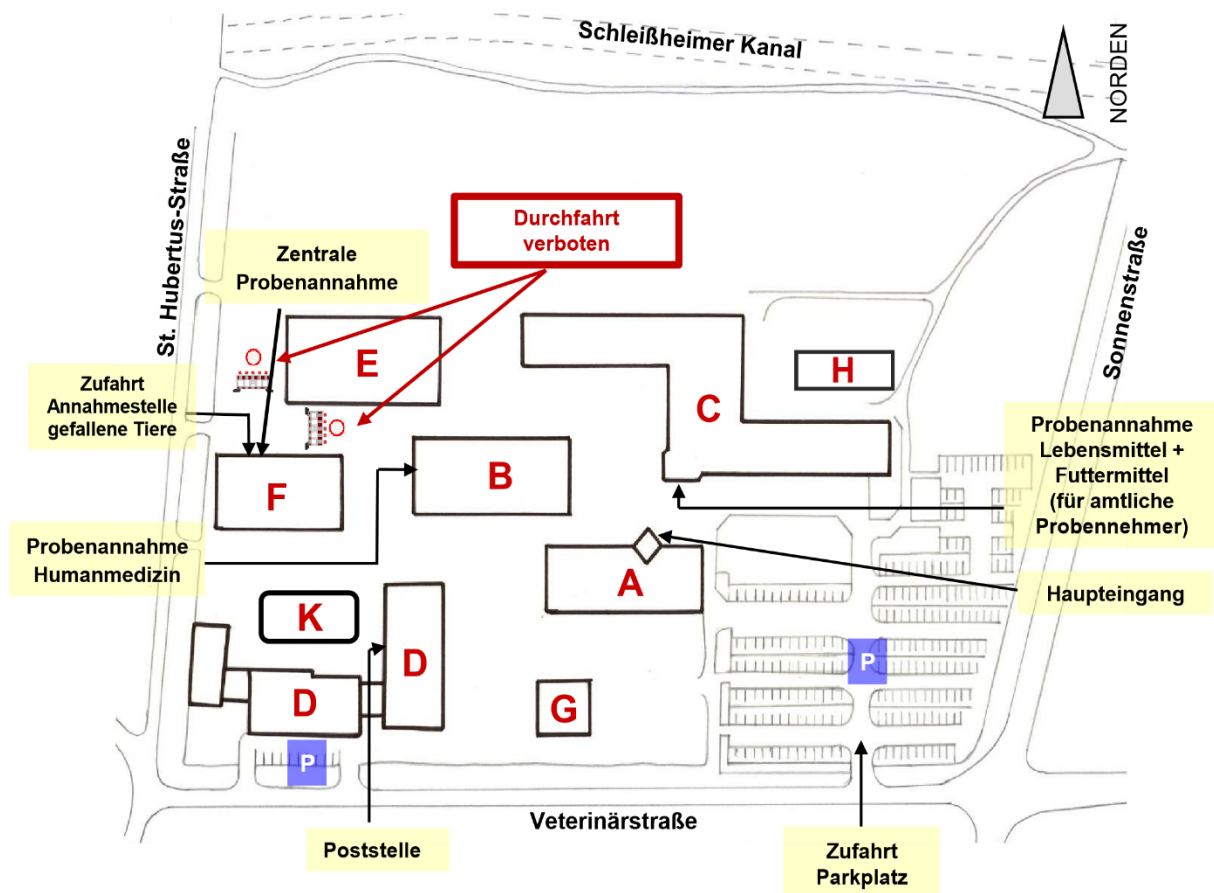 Schleißheimer Kanal
NORDEN
St. Hubertus-Straße
Durchfahrt
verboten
Zentrale
Probenannahme
Sonnenstraße
E
H
C
Zufahrt
Annahmestelle
gefallene Tiere
Probenannahme
Lebensmittel +
Futtermittel
(für amtliche
Probennehmer)
B
F
Probenannahme
Humanmedizin
A
Haupteingang
K
D
P
D
G
P
Veterinärstraße
Poststelle
Zufahrt
Parkplatz